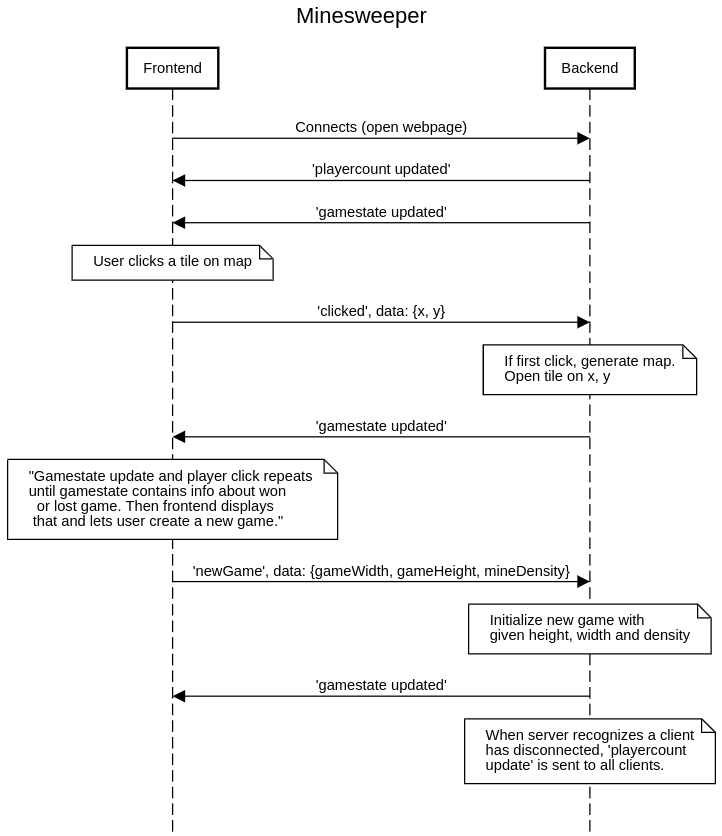 Minesweeper
Frontend
Backend
Connects (open webpage)
'playercount updated'
'gamestate updated'
User clicks a tile on map
'clicked', data: {x, y}
If first click, generate map.
Open tile on x, y
'gamestate updated'
"Gamestate update and player click repeats
until gamestate contains info about won
or lost game. Then frontend displays
that and lets user create a new game."
'newGame', data: {gameWidth, gameHeight, mineDensity}
Initialize new game with
given height, width and density
'gamestate updated'
When server recognizes a client
has disconnected, 'playercount
update' is sent to all clients.